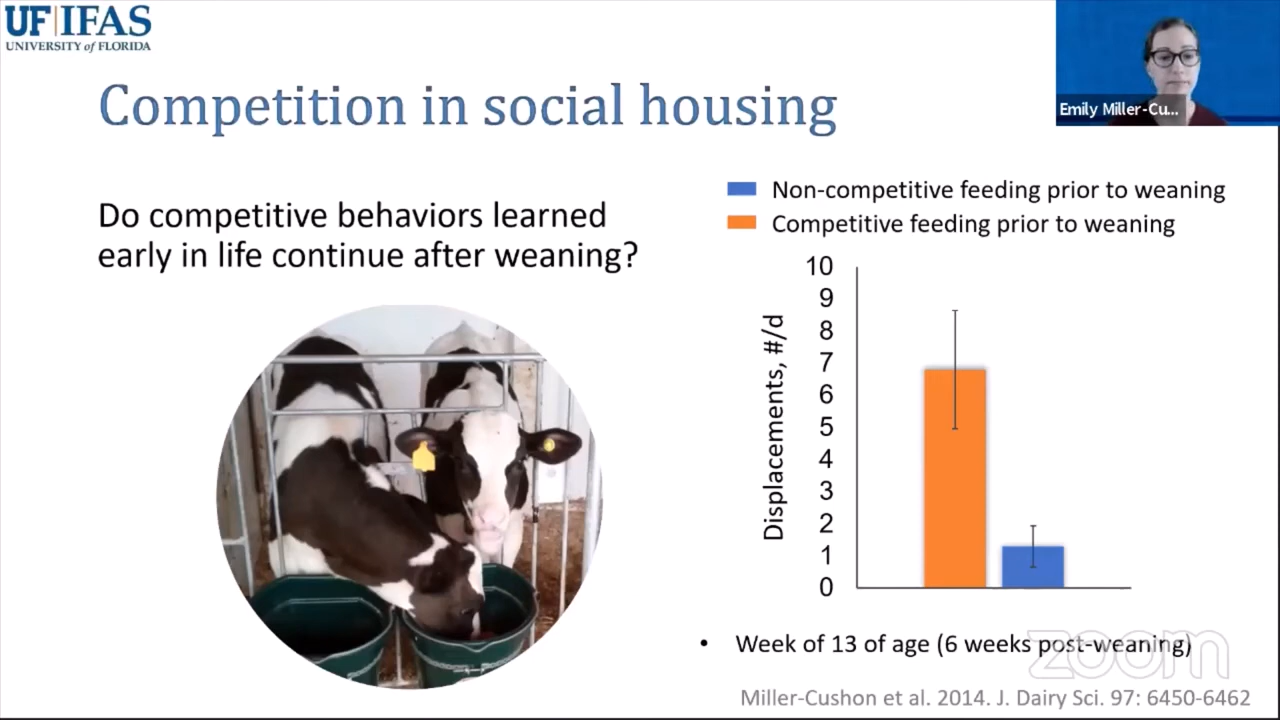 UF|IFAS
UNIVERSITY of FLORIDA
Emily Miller-Cu...
Competition in social housing
Do competitive behaviors learned
early in life continue after weaning?
Non-competitive feeding prior to weaning
Competitive feeding prior to weaning
Displacements, #/d
10
9
8
7
6
5
4
3
2
1
0
• Week of 13 of age (6 weeks post-weaning)
zoom
Miller-Cushon et al. 2014. J. Dairy Sci. 97: 6450-6462